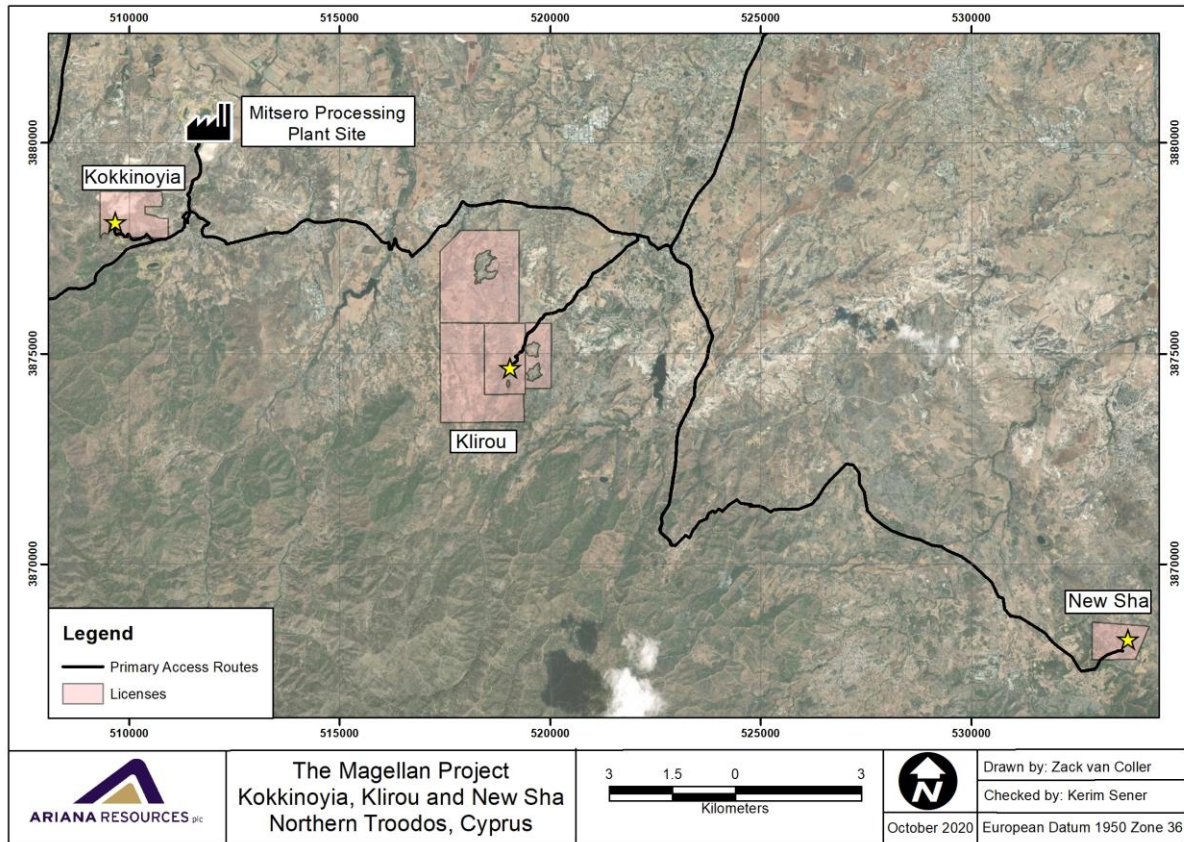 510000 515000 520000 525000 530000
3880000
3875000
3870000
3880000
3875000
3870000
Mitsero Processing
Plant Site
Kokkinoyia
Klirou
New Sha
Legend
Primary Access Routes
Licenses
510000 515000 520000 525000 530000
ARIANA RESOURCES plc
The Magellan Project
Kokkinoyia, Klirou and New Sha
Northern Troodos, Cyprus
3 1.5 0 3
Kilometers
N
October 2020
Drawn by: Zack van Coller
Checked by: Kerim Sener
European Datum 1950 Zone 36